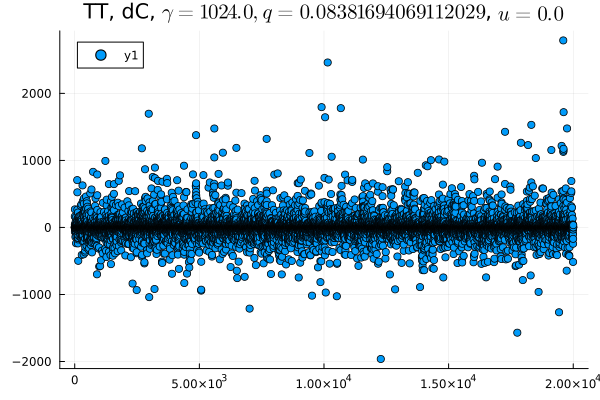 TT, dC, γ = 1024.0, q = 0.08381694069112029, u = 0.0
y1
2000
1000
0
−1000
−2000
0 5.00×10³ 1.00×10⁴ 1.50×10⁴ 2.00×10⁴